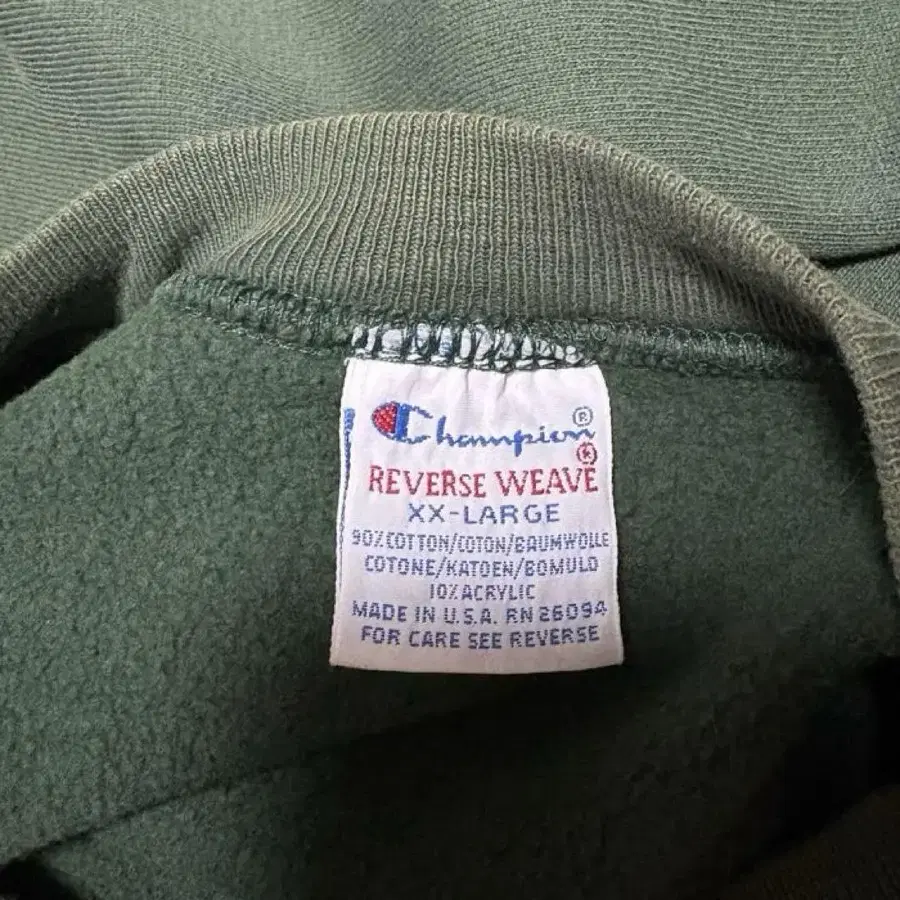 Champion®
REVERSE WEAVE®
XX-LARGE
90% COTTON/COTON/BAUMWOLLE
COTONE/KATOEN/BOMULD
10% ACRYLIC
MADE IN U.S.A. RN 26094
FOR CARE SEE REVERSE